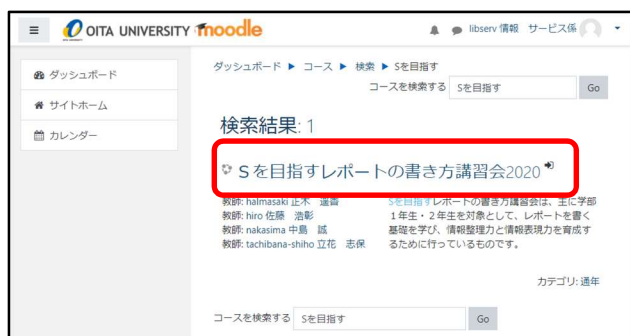 OITA UNIVERSITY moodle
libserv 情報 サービス係
ダッシュボード
サイトホーム
カレンダー
ダッシュボード ▶ コース ▶ 検索 ▶ Sを目指す
コースを検索する Sを目指す Go
検索結果: 1
Sを目指すレポートの書き方講習会2020
教師: halmasaki 正木 遥香
教師: hiro 佐藤 浩彰
教師: nakasima 中島 誠
教師: tachibana-shiho 立花 志保
Sを目指すレポートの書き方講習会は、主に学部
1年生・2年生を対象として、レポートを書く
基礎を学び、情報整理力と情報表現力を育成す
るために行っているものです。
カテゴリ: 通年
コースを検索する Sを目指す Go